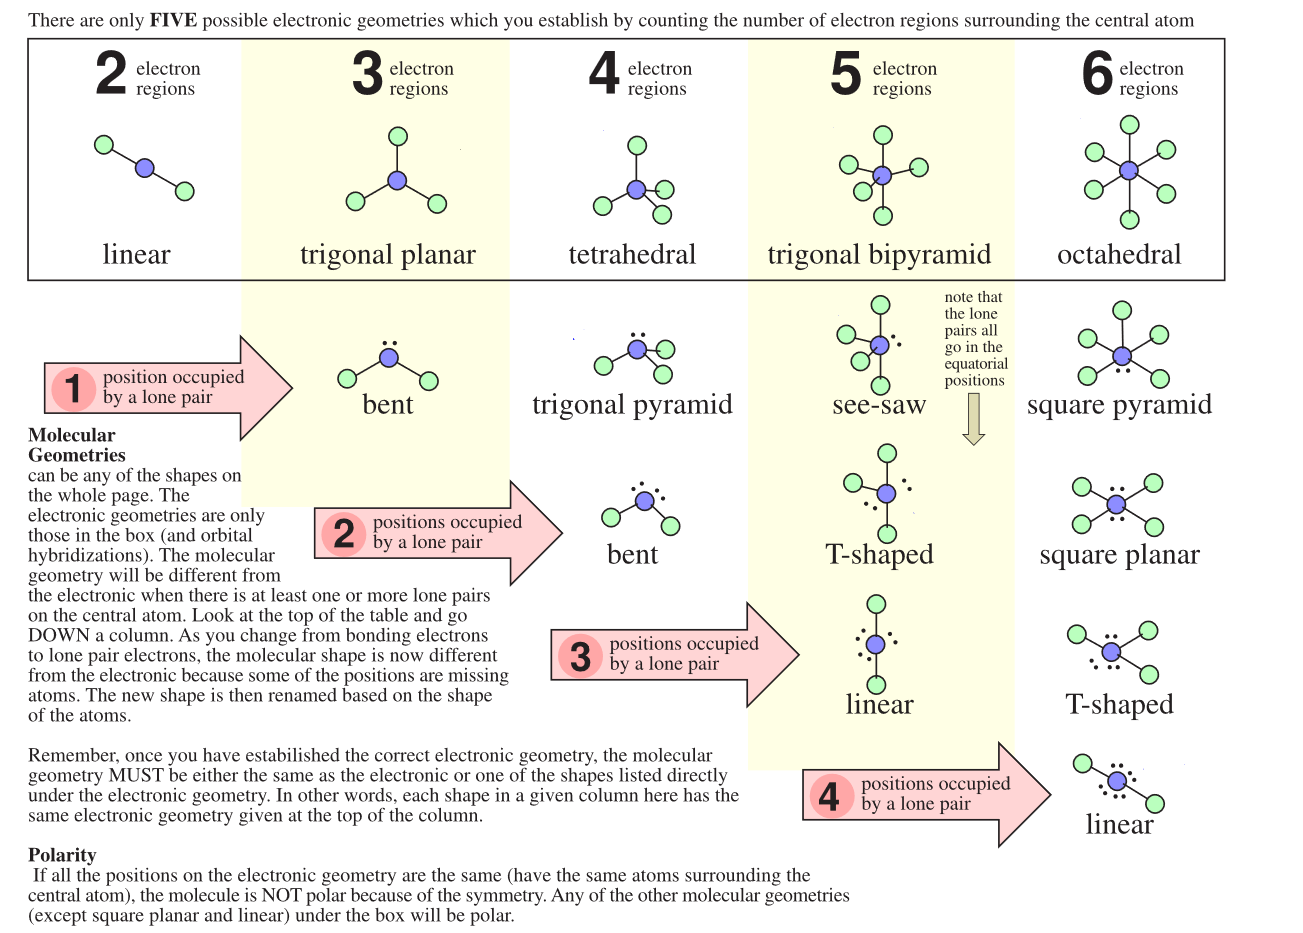 There are only FIVE possible electronic geometries which you establish by counting the number of electron regions surrounding the central atom
2 electron regions
3 electron regions
4 electron regions
5 electron regions
6 electron regions
linear
trigonal planar
tetrahedral
trigonal bipyramid
octahedral
note that
the lone
pairs all
go in the
equatorial
positions
1 position occupied
by a lone pair
bent
trigonal pyramid
see-saw
square pyramid
Molecular
Geometries
can be any of the shapes on
the whole page. The
electronic geometries are only
those in the box (and orbital
hybridizations). The molecular
geometry will be different from
the electronic when there is at least one or more lone pairs
on the central atom. Look at the top of the table and go
DOWN a column. As you change from bonding electrons
to lone pair electrons, the molecular shape is now different
from the electronic because some of the positions are missing
atoms. The new shape is then renamed based on the shape
of the atoms.
2 positions occupied
by a lone pair
bent
T-shaped
square planar
3 positions occupied
by a lone pair
linear
T-shaped
Remember, once you have estabilished the correct electronic geometry, the molecular
geometry MUST be either the same as the electronic or one of the shapes listed directly
under the electronic geometry. In other words, each shape in a given column here has the
same electronic geometry given at the top of the column.
4 positions occupied
by a lone pair
linear
Polarity
If all the positions on the electronic geometry are the same (have the same atoms surrounding the
central atom), the molecule is NOT polar because of the symmetry. Any of the other molecular geometries
(except square planar and linear) under the box will be polar.